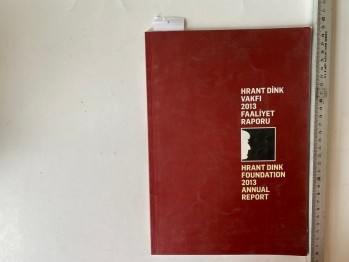 HRANT DİNK
VAKFI
2013
FAALİYET
RAPORU
HRANT DINK
FOUNDATION
2013
ANNUAL
REPORT